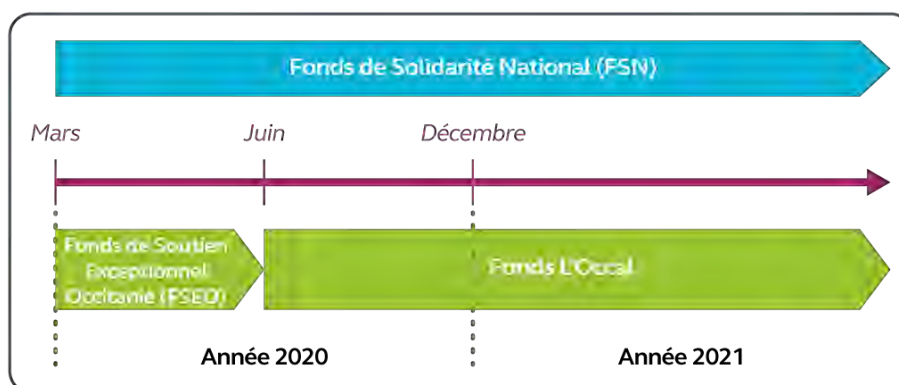 Fonds de Solidarité National (FSN)
Mars Juin Décembre
Fonds de Soutien
Exceptionnel
Occitanie (FSEO)
Fonds L'Occal
Année 2020 Année 2021